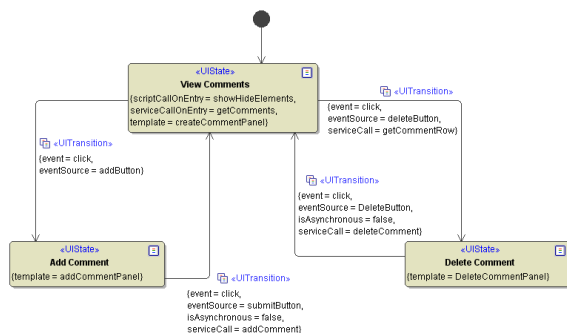 «UIState»
View Comments
{scriptCallOnEntry = showHideElements,
serviceCallOnEntry = getComments,
template = createCommentPanel}
«UITransition»
{event = click,
eventSource = deleteButton,
serviceCall = getCommentRow}
«UITransition»
{event = click,
eventSource = addButton}
«UITransition»
{event = click,
eventSource = DeleteButton,
isAsynchronous = false,
serviceCall = deleteComment}
«UIState»
Add Comment
{template = addCommentPanel}
«UIState»
Delete Comment
{template = DeleteCommentPanel}
«UITransition»
{event = click,
eventSource = submitButton,
isAsynchronous = false,
serviceCall = addComment}